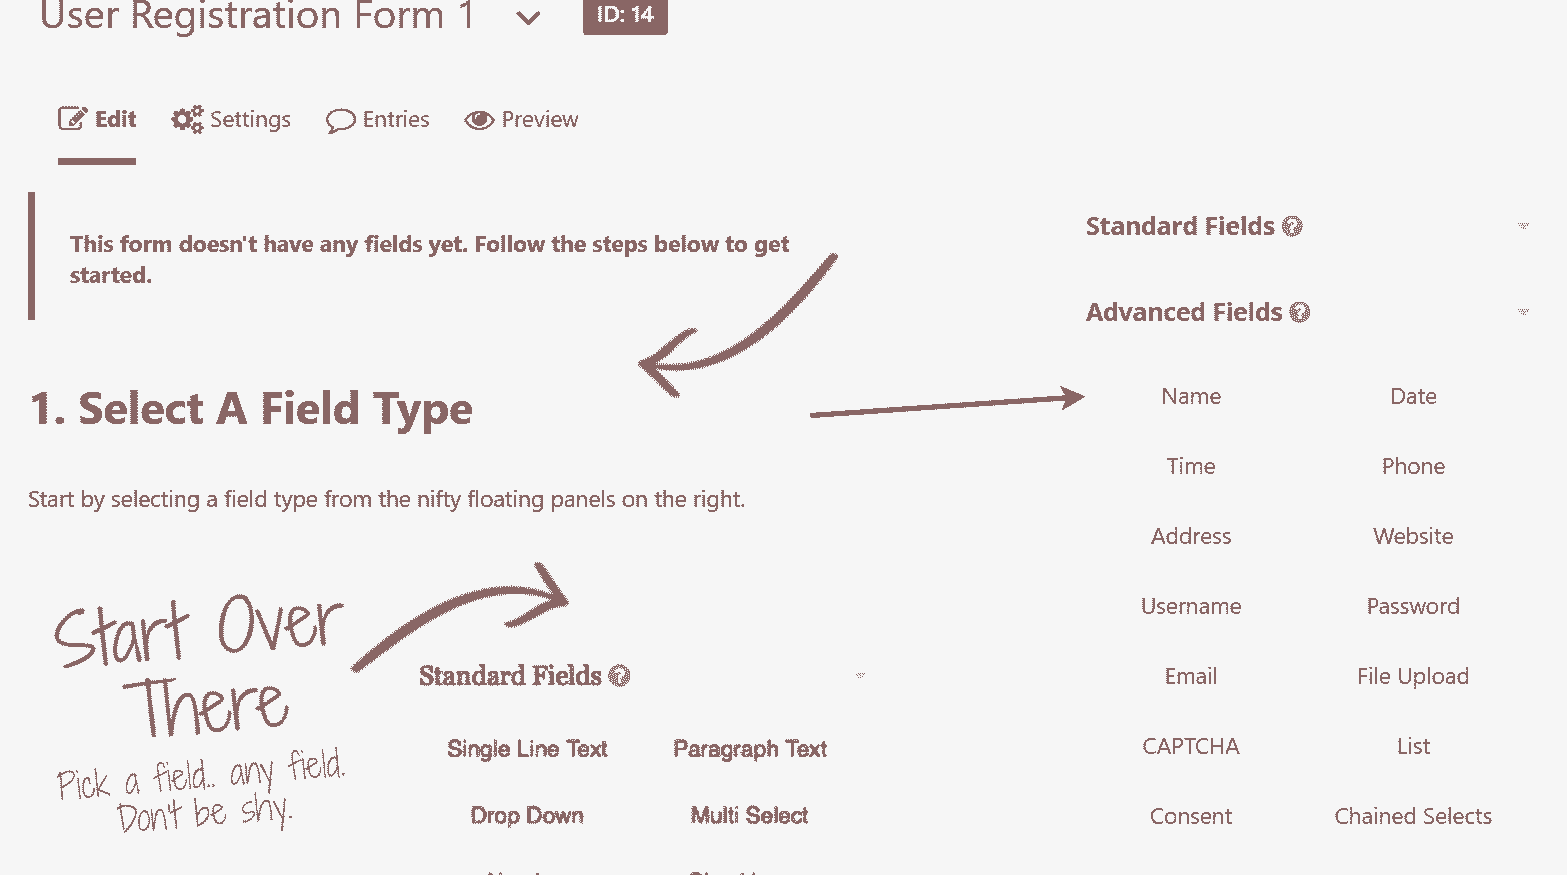 User Registration Form 1 ID: 14
Edit Settings Entries Preview
This form doesn't have any fields yet. Follow the steps below to get
started.
1. Select A Field Type
Start by selecting a field type from the nifty floating panels on the right.
Start Over
There
Pick a field.. any field.
Don't be shy.
Standard Fields ?
Single Line Text Paragraph Text
Drop Down Multi Select
Standard Fields ?
Advanced Fields ?
Name Date
Time Phone
Address Website
Username Password
Email File Upload
CAPTCHA List
Consent Chained Selects